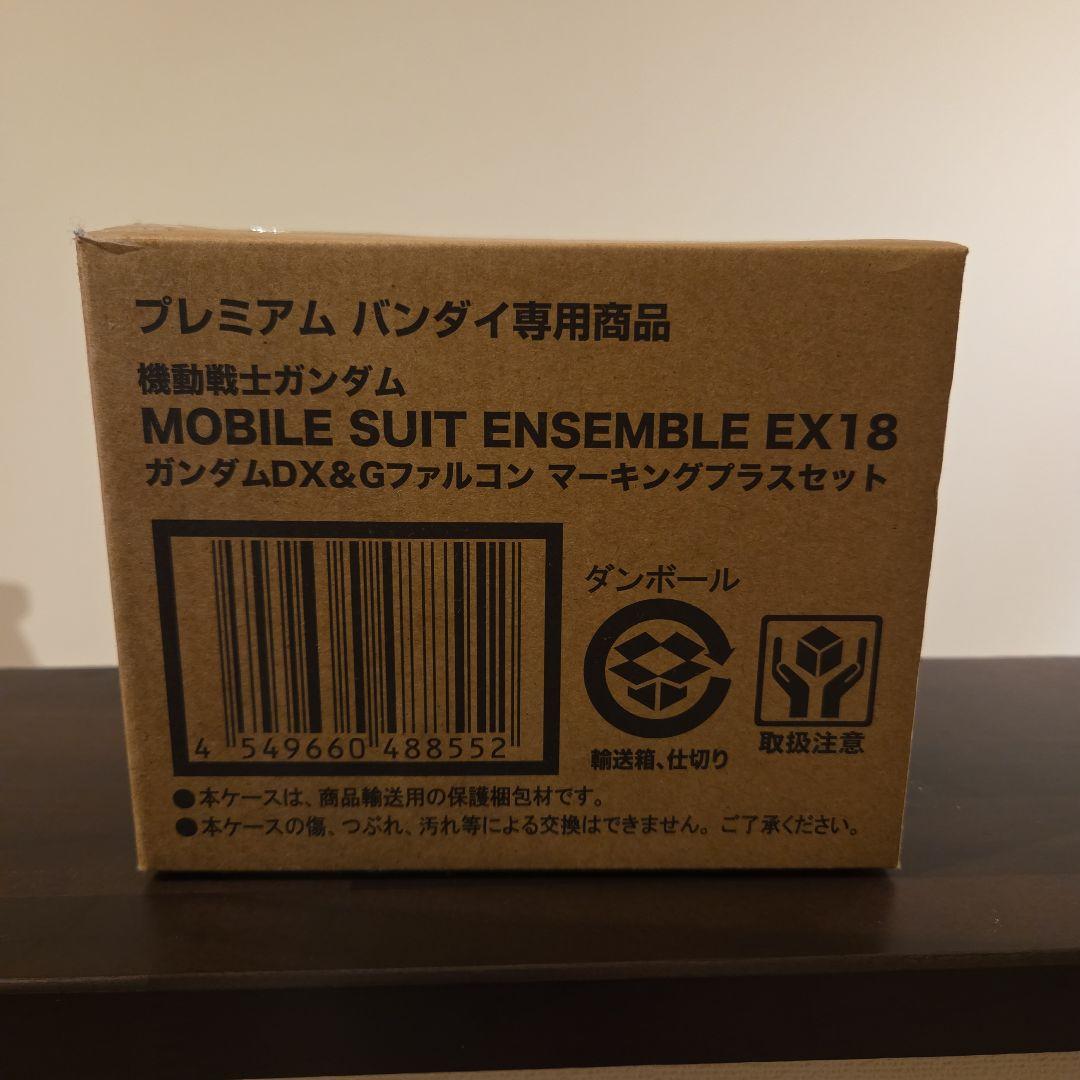 プレミアム バンダイ専用商品
機動戦士ガンダム
MOBILE SUIT ENSEMBLE EX18
ガンダムDX&Gファルコン マーキングプラスセット
ダンボール
4 549660 488552
輸送箱、仕切り
取扱注意
●本ケースは、商品輸送用の保護梱包材です。
●本ケースの傷、つぶれ、汚れ等による交換はできません。ご了承ください。